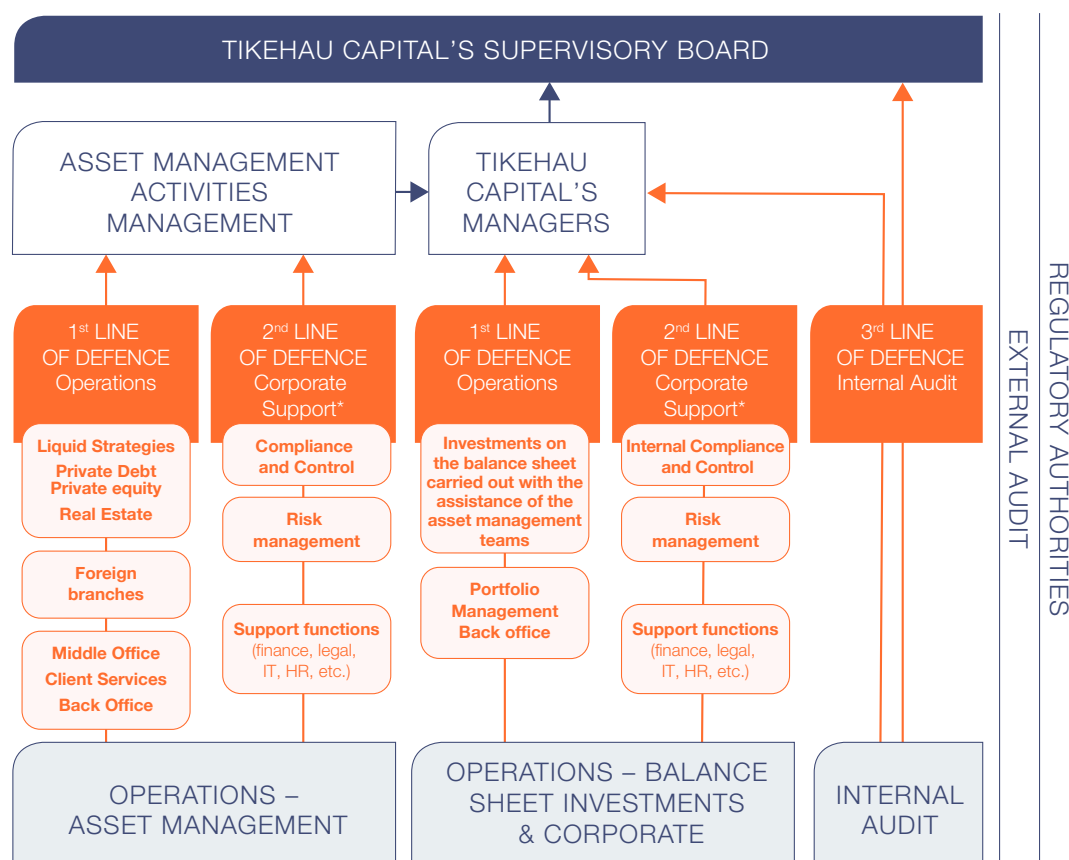 TIKEHAU CAPITAL’S SUPERVISORY BOARD
ASSET MANAGEMENT
ACTIVITIES
MANAGEMENT
TIKEHAU
CAPITAL’S
MANAGERS
1st LINE
OF DEFENCE
Operations
Liquid Strategies
Private Debt
Private equity
Real Estate
Foreign
branches
Middle Office
Client Services
Back Office
2nd LINE
OF DEFENCE
Corporate
Support*
Compliance
and Control
Risk
management
Support functions
(finance, legal,
IT, HR, etc.)
1st LINE
OF DEFENCE
Operations
Investments on
the balance sheet
carried out with the
assistance of the
asset management
teams
Portfolio
Management
Back office
2nd LINE
OF DEFENCE
Corporate
Support*
Internal Compliance
and Control
Risk
management
Support functions
(finance, legal,
IT, HR, etc.)
3rd LINE
OF DEFENCE
Internal Audit
OPERATIONS –
ASSET MANAGEMENT
OPERATIONS – BALANCE
SHEET INVESTMENTS
& CORPORATE
INTERNAL
AUDIT
EXTERNAL AUDIT
REGULATORY AUTHORITIES